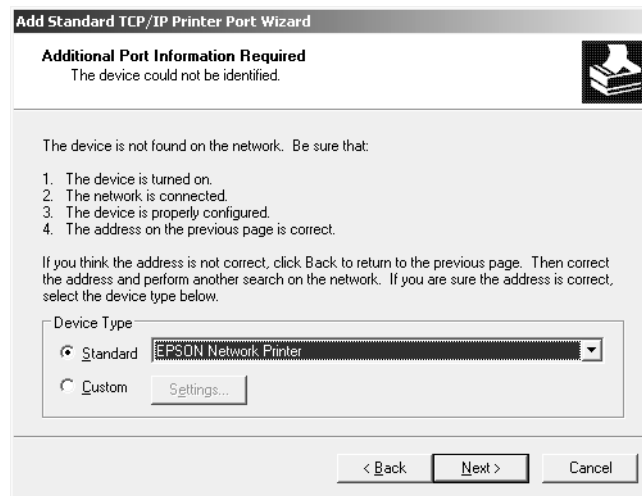 Add Standard TCP/IP Printer Port Wizard
Additional Port Information Required
The device could not be identified.
The device is not found on the network.  Be sure that:
1.  The device is turned on.
2.  The network is connected.
3.  The device is properly configured.
4.  The address on the previous page is correct.
If you think the address is not correct, click Back to return to the previous page.  Then correct
the address and perform another search on the network.  If you are sure the address is correct,
select the device type below.
Device Type
Standard EPSON Network Printer
Custom Settings...
< Back Next > Cancel